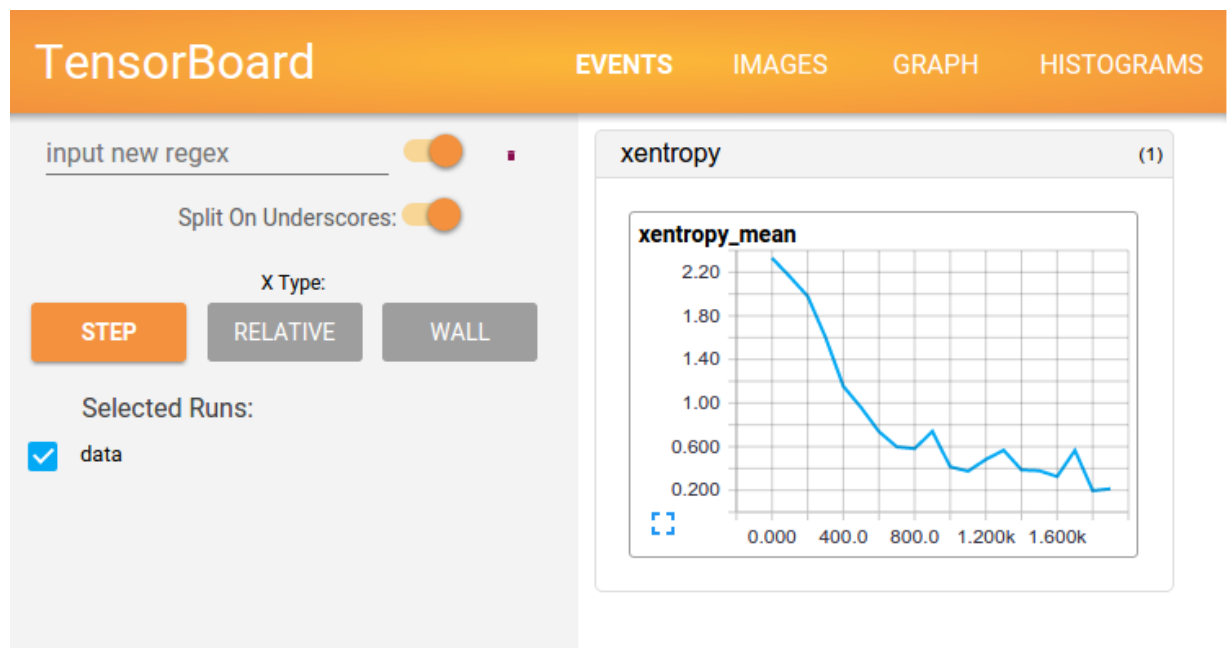 TensorBoard
EVENTS IMAGES GRAPH HISTOGRAMS
input new regex
Split On Underscores:
X Type:
STEP RELATIVE WALL
Selected Runs:
data
xentropy (1)
xentropy_mean
2.20
1.80
1.40
1.00
0.600
0.200
0.000 400.0 800.0 1.200k 1.600k